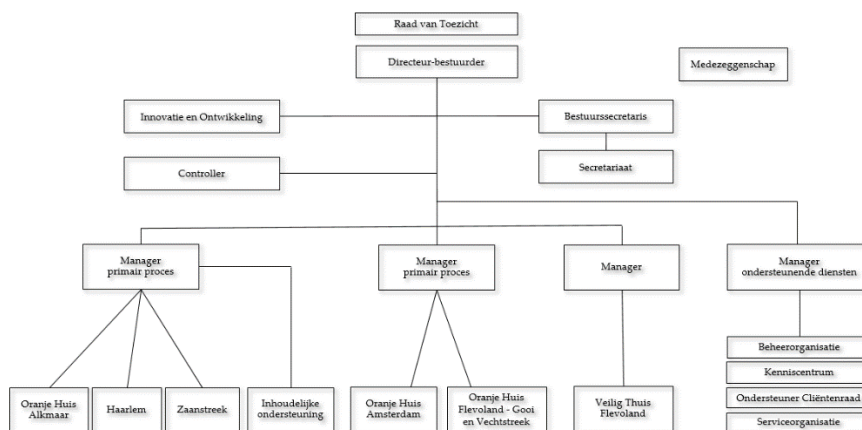 Raad van Toezicht
Directeur-bestuurder
Medezeggenschap
Innovatie en Ontwikkeling
Bestuurssecretaris
Controller
Secretariaat
Manager
primair proces
Manager
primair proces
Manager
Manager
ondersteunende diensten
Beheerorganisatie
Kenniscentrum
Ondersteuner Cliëntenraad
Serviceorganisatie
Oranje Huis
Alkmaar
Haarlem
Zaanstreek
Inhoudelijke
ondersteuning
Oranje Huis
Amsterdam
Oranje Huis
Flevoland - Gooi
en Vechtstreek
Veilig Thuis
Flevoland